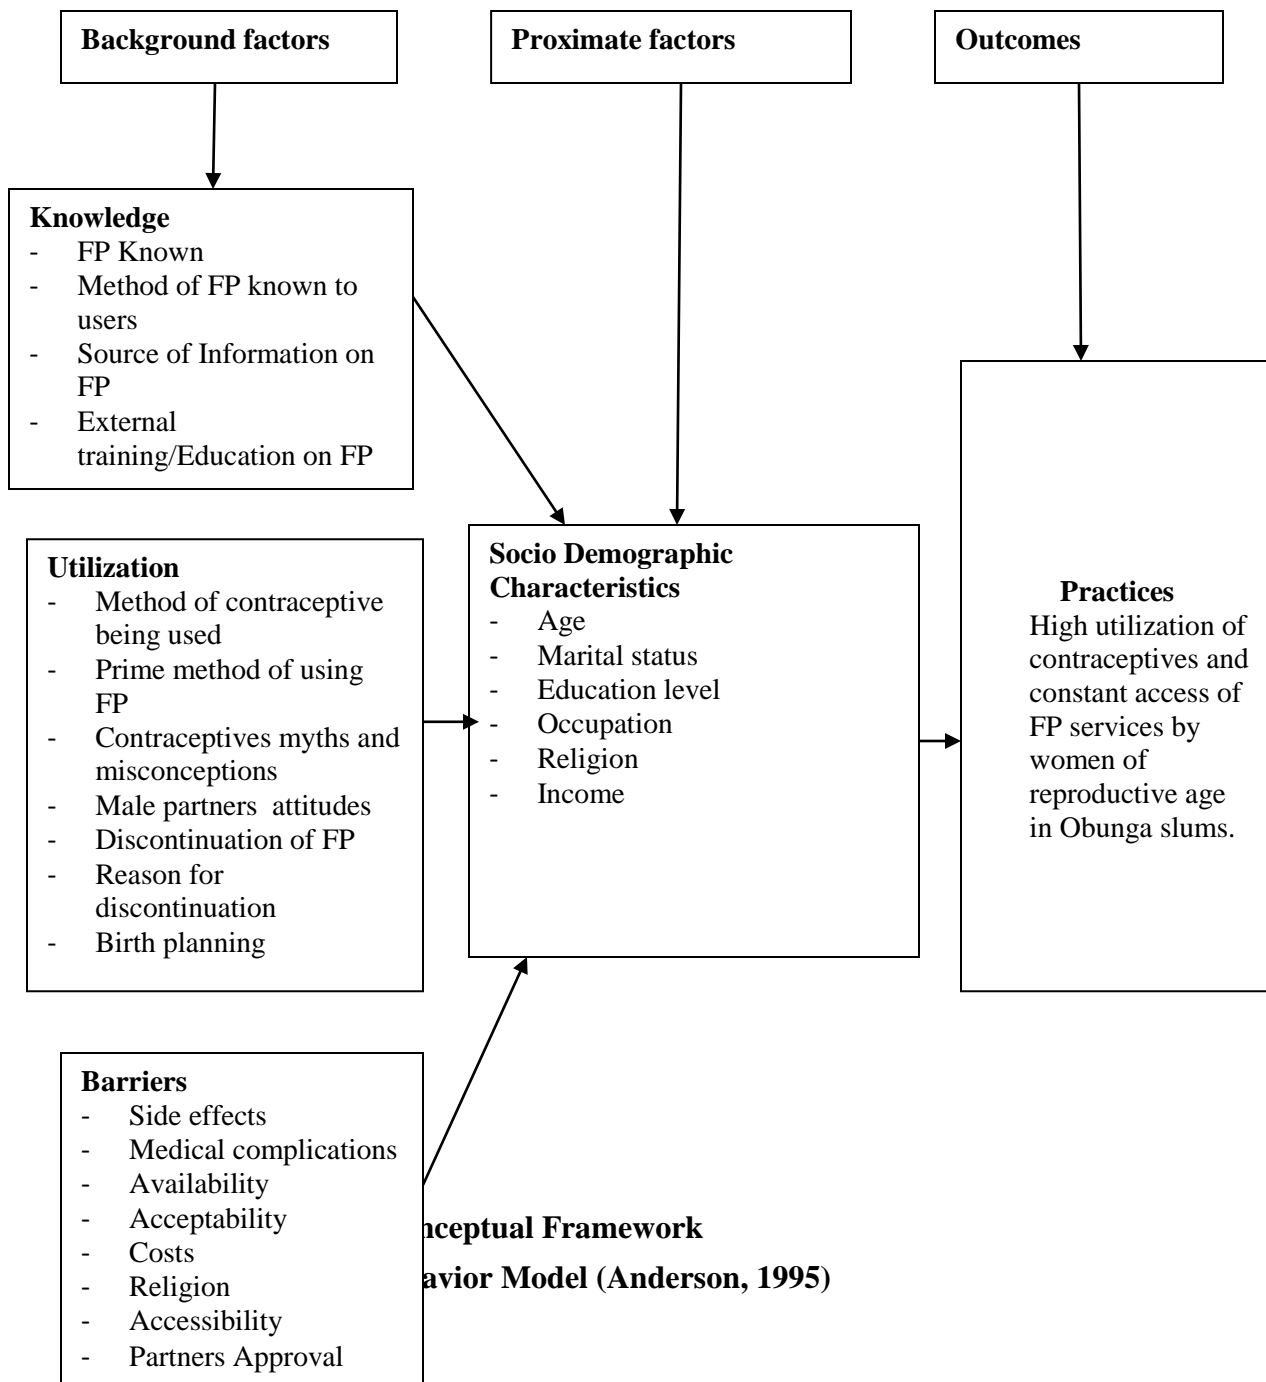 Background factors
Proximate factors
Outcomes
Knowledge
- FP Known
- Method of FP known to
users
- Source of Information on
FP
- External
training/Education on FP
Utilization
- Method of contraceptive
being used
- Prime method of using
FP
- Contraceptives myths and
misconceptions
- Male partners attitudes
- Discontinuation of FP
- Reason for
discontinuation
- Birth planning
Barriers
- Side effects
- Medical complications
- Availability
- Acceptability
- Costs
- Religion
- Accessibility
- Partners Approval
Socio Demographic
Characteristics
- Age
- Marital status
- Education level
- Occupation
- Religion
- Income
Practices
High utilization of
contraceptives and
constant access of
FP services by
women of
reproductive age
in Obunga slums.
nceptual Framework
avior Model (Anderson, 1995)